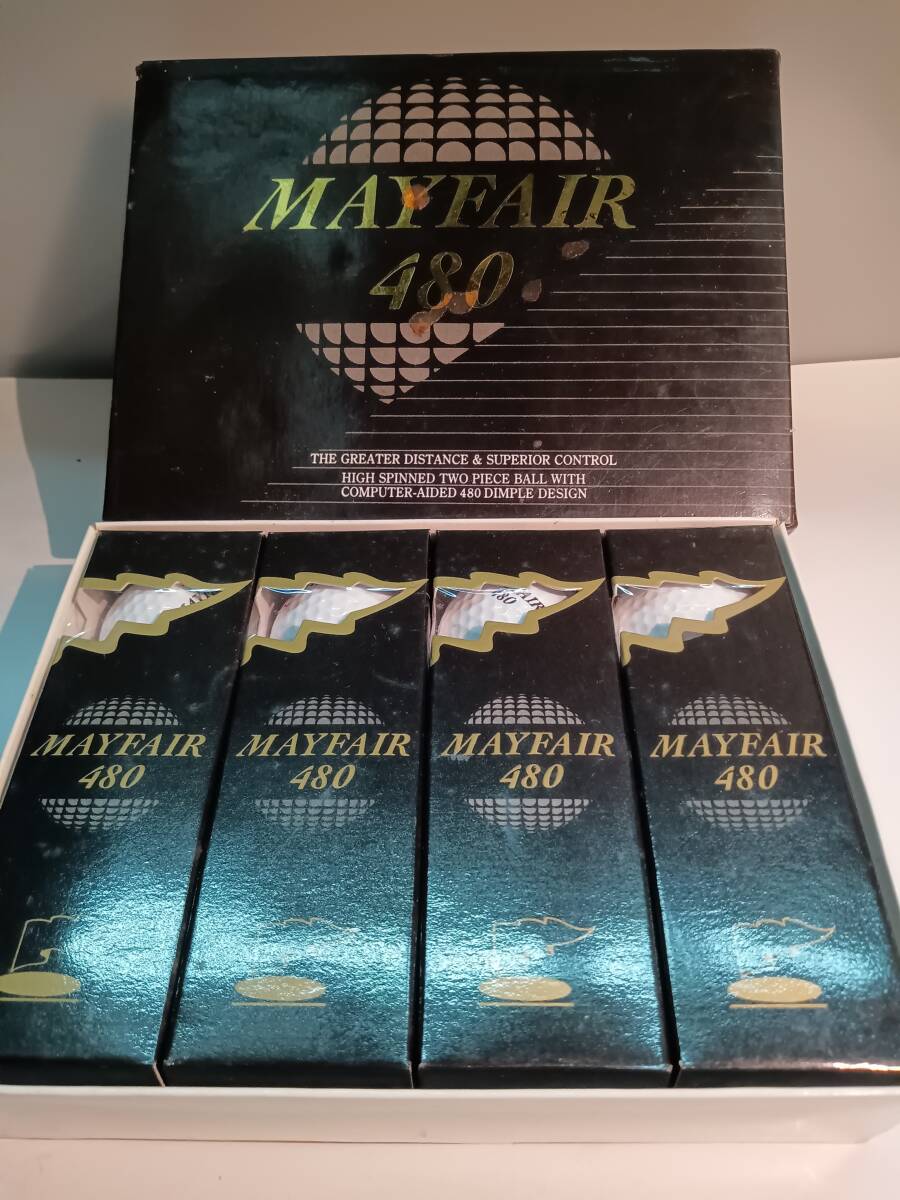 MAYFAIR
480
THE GREATER DISTANCE & SUPERIOR CONTROL
HIGH SPINNED TWO PIECE BALL WITH
COMPUTER-AIDED 480 DIMPLE DESIGN
480
MAYFAIR
480
MAYFAIR
480
MAYFAIR
480
MAYFAIR
480